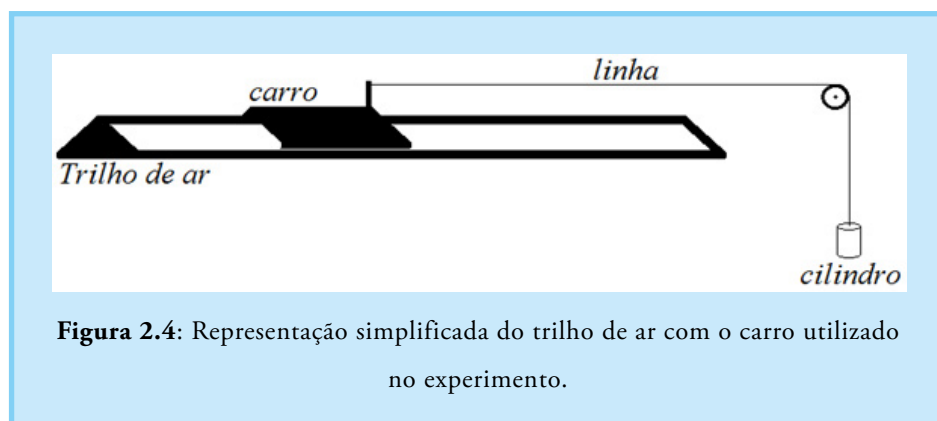 linha
carro
Trilho de ar
cilindro
Figura 2.4: Representação simplificada do trilho de ar com o carro utilizado
no experimento.